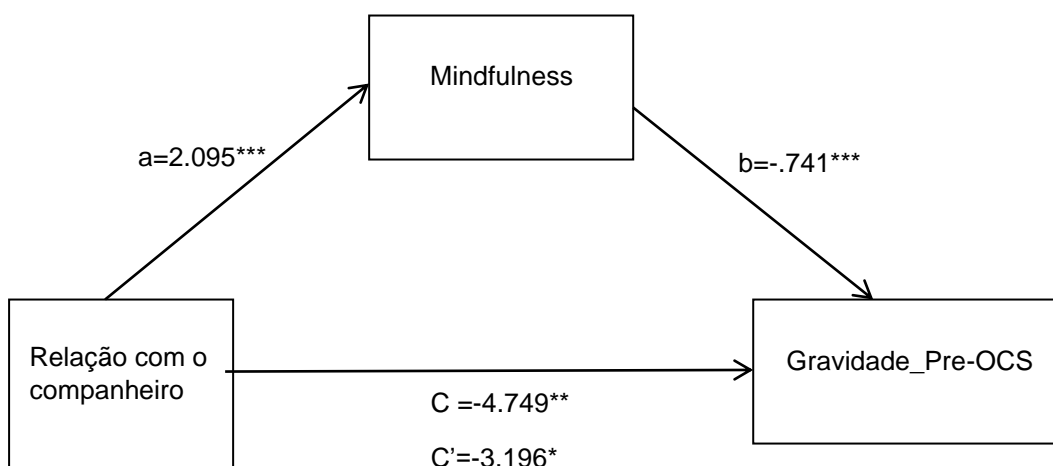 Mindfulness
a=2.095***
b=-.741***
Relação com o
companheiro
Gravidade_Pre-OCS
C =-4.749**
C’=-3.196*